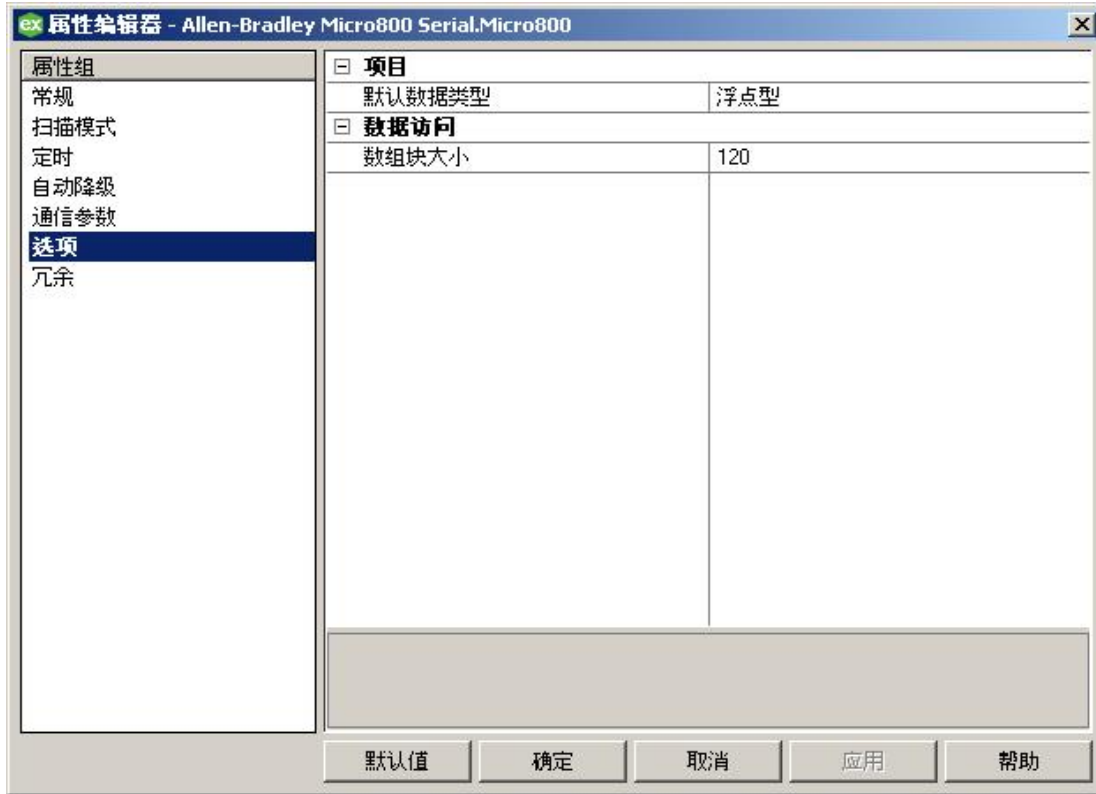 ex 属性编辑器 - Allen-Bradley Micro800 Serial.Micro800
属性组
常规
扫描模式
定时
自动降级
通信参数
选项
冗余
项目
默认数据类型 浮点型
数据访问
数组块大小 120
默认值 确定 取消 应用 帮助